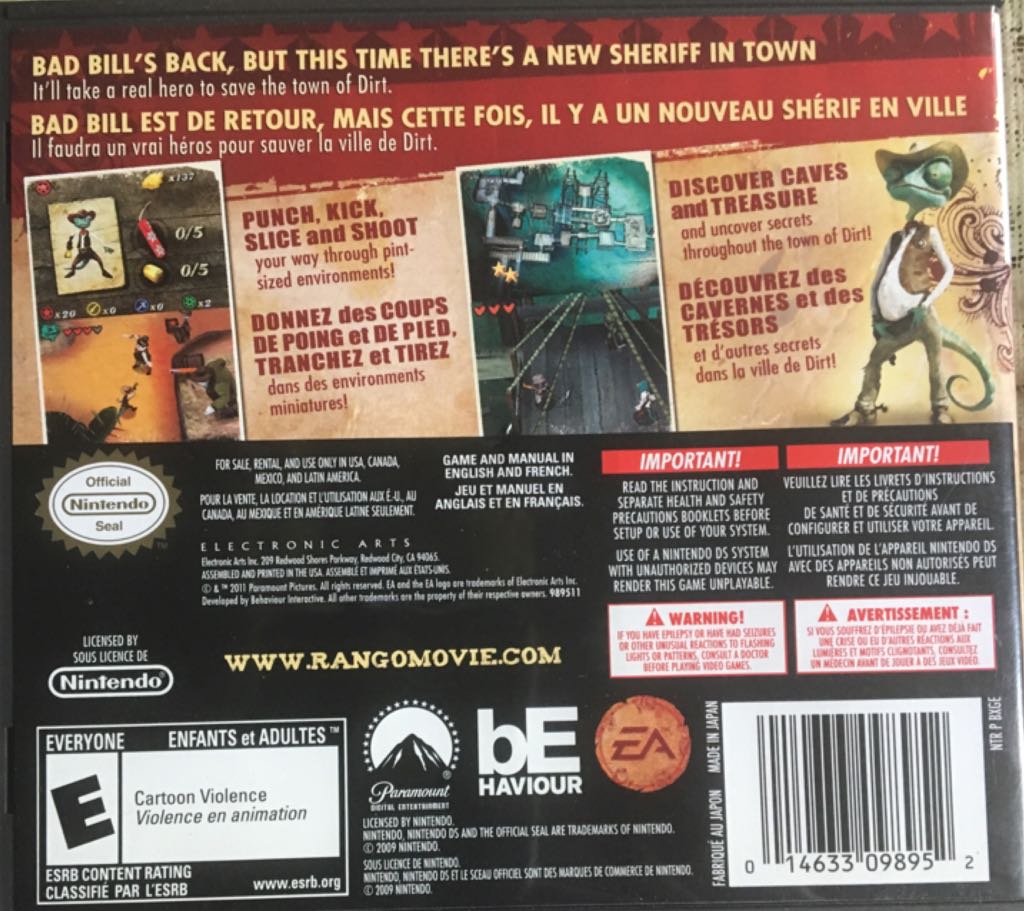 BAD BILL'S BACK, BUT THIS TIME THERE'S A NEW SHERIFF IN TOWN
It'll take a real hero to save the town of Dirt.
BAD BILL EST DE RETOUR, MAIS CETTE FOIS, IL Y A UN NOUVEAU SHÉRIF EN VILLE
Il faudra un vrai héros pour sauver la ville de Dirt.
x137
0/5
0/5
x20 x0 x0 x2
PUNCH, KICK,
SLICE and SHOOT
your way through pint-
sized environments!
DONNEZ des COUPS
DE POING et DE PIED,
TRANCHEZ et TIREZ
dans des environments
miniatures!
DISCOVER CAVES
and TREASURE
and uncover secrets
throughout the town of Dirt!
DÉCOUVREZ des
CAVERNES et des
TRÉSORS
et d'autres secrets
dans la ville de Dirt!
Official
Nintendo
Seal
TM
FOR SALE, RENTAL, AND USE ONLY IN USA, CANADA,
MEXICO, AND LATIN AMERICA.
POUR LA VENTE, LA LOCATION ET L'UTILISATION AUX É.-U., AU
CANADA, AU MEXIQUE ET EN AMÉRIQUE LATINE SEULEMENT.
GAME AND MANUAL IN
ENGLISH AND FRENCH.
JEU ET MANUEL EN
ANGLAIS ET EN FRANÇAIS.
ELECTRONIC ARTS
Electronic Arts Inc. 209 Redwood Shores Parkway, Redwood City, CA 94065.
ASSEMBLED AND PRINTED IN THE USA. ASSEMBLÉ ET IMPRIMÉ AUX ÉTATS-UNIS.
© & ™ 2011 Paramount Pictures. All rights reserved. EA and the EA logo are trademarks of Electronic Arts Inc.
Developed by Behaviour Interactive. All other trademarks are the property of their respective owners. 989511
IMPORTANT!
READ THE INSTRUCTION AND
SEPARATE HEALTH AND SAFETY
PRECAUTIONS BOOKLETS BEFORE
SETUP OR USE OF YOUR SYSTEM.
USE OF A NINTENDO DS SYSTEM
WITH UNAUTHORIZED DEVICES MAY
RENDER THIS GAME UNPLAYABLE.
IMPORTANT!
VEUILLEZ LIRE LES LIVRETS D'INSTRUCTIONS
ET DE PRÉCAUTIONS
DE SANTÉ ET DE SÉCURITÉ AVANT DE
CONFIGURER ET UTILISER VOTRE APPAREIL.
L'UTILISATION DE L'APPAREIL NINTENDO DS
AVEC DES APPAREILS NON AUTORISÉS PEUT
RENDRE CE JEU INJOUABLE.
WARNING!
IF YOU HAVE EPILEPSY OR HAVE HAD SEIZURES
OR OTHER UNUSUAL REACTIONS TO FLASHING
LIGHTS OR PATTERNS, CONSULT A DOCTOR
BEFORE PLAYING VIDEO GAMES.
AVERTISSEMENT :
SI VOUS SOUFFREZ D'ÉPILEPSIE OU AVEZ DÉJÀ FAIT
UNE CRISE OU EU D'AUTRES RÉACTIONS AUX
LUMIÈRES ET MOTIFS CLIGNOTANTS, CONSULTEZ
UN MÉDECIN AVANT DE JOUER À DES JEUX VIDÉO.
LICENSED BY
SOUS LICENCE DE
Nintendo®
WWW.RANGOMOVIE.COM
EVERYONE ENFANTS et ADULTES™
E
Cartoon Violence
Violence en animation
ESRB CONTENT RATING
CLASSIFIÉ PAR L'ESRB
www.esrb.org
Paramount®
DIGITAL ENTERTAINMENT
bE
HAVIOUR
EA
LICENSED BY NINTENDO.
NINTENDO, NINTENDO DS AND THE OFFICIAL SEAL ARE TRADEMARKS OF NINTENDO.
© 2009 NINTENDO.
SOUS LICENCE DE NINTENDO.
NINTENDO, NINTENDO DS ET LE SCEAU OFFICIEL SONT DES MARQUES DE COMMERCE DE NINTENDO.
© 2009 NINTENDO.
FABRIQUÉ AU JAPON MADE IN JAPAN
0 14633 09895 2
NTR P BXGE